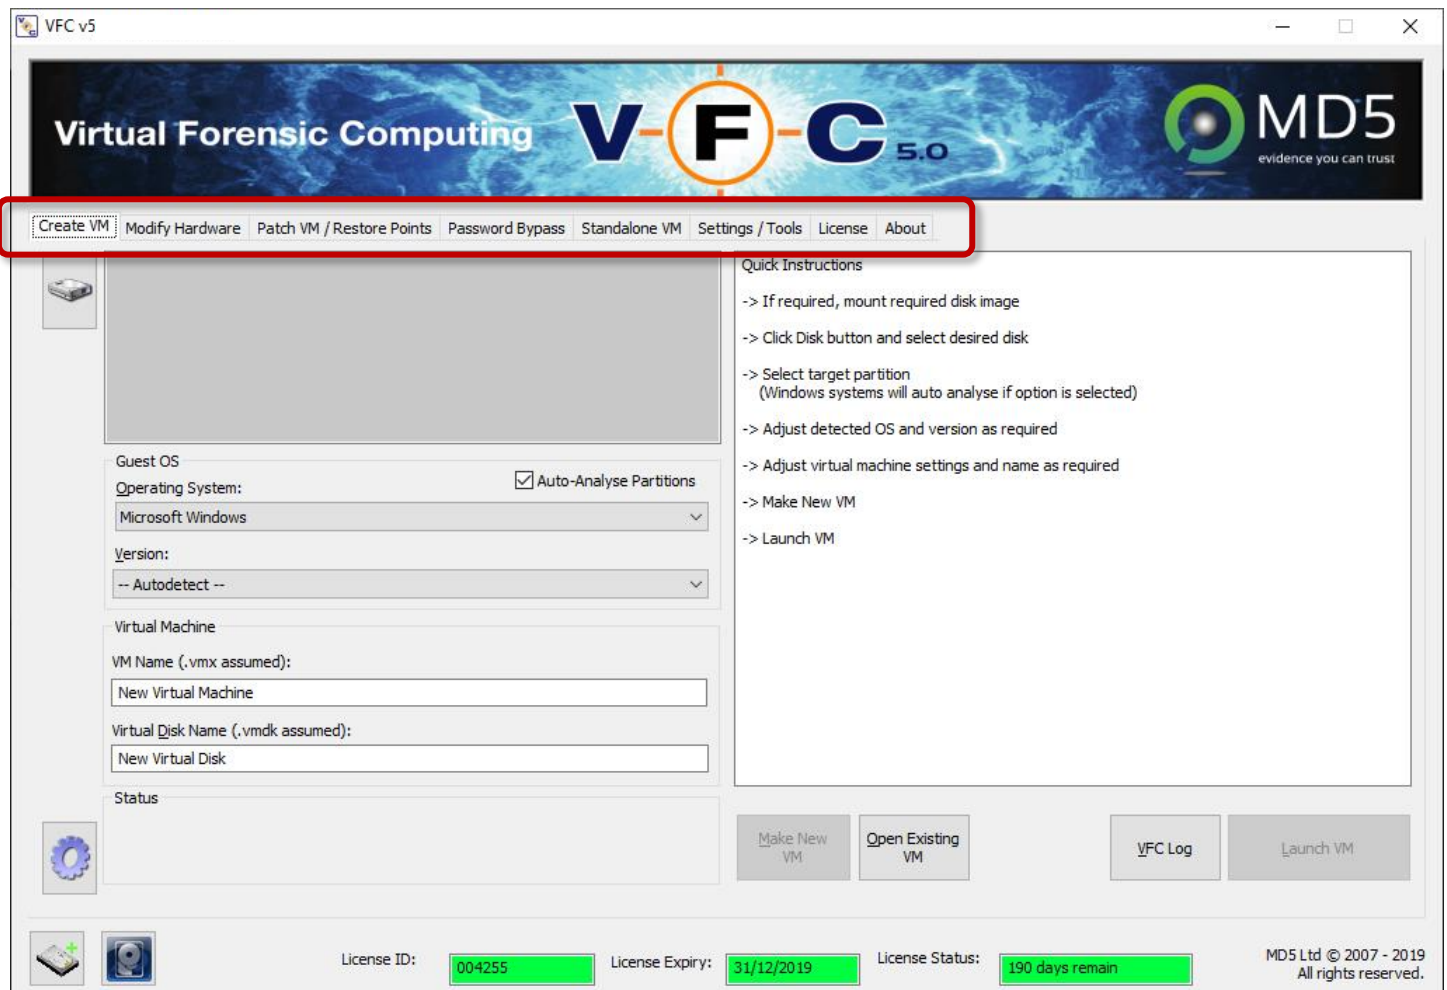 VFC v5
Virtual Forensic Computing
V-F-C 5.0
MD5
evidence you can trust
Create VM
Modify Hardware
Patch VM / Restore Points
Password Bypass
Standalone VM
Settings / Tools
License
About
Quick Instructions
-> If required, mount required disk image
-> Click Disk button and select desired disk
-> Select target partition
(Windows systems will auto analyse if option is selected)
-> Adjust detected OS and version as required
-> Adjust virtual machine settings and name as required
-> Make New VM
-> Launch VM
Guest OS
Auto-Analyse Partitions
Operating System:
Microsoft Windows
Version:
-- Autodetect --
Virtual Machine
VM Name (.vmx assumed):
New Virtual Machine
Virtual Disk Name (.vmdk assumed):
New Virtual Disk
Status
Make New
VM
Open Existing
VM
VFC Log
Launch VM
License ID:
004255
License Expiry:
31/12/2019
License Status:
190 days remain
MD5 Ltd © 2007 - 2019
All rights reserved.